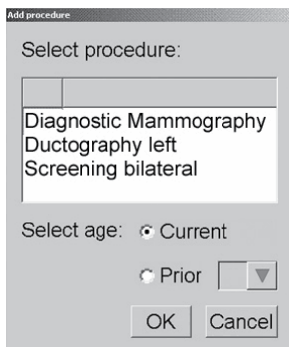 Add procedure
Select procedure:
Diagnostic Mammography
Ductography left
Screening bilateral
Select age: Current
Prior
OK Cancel